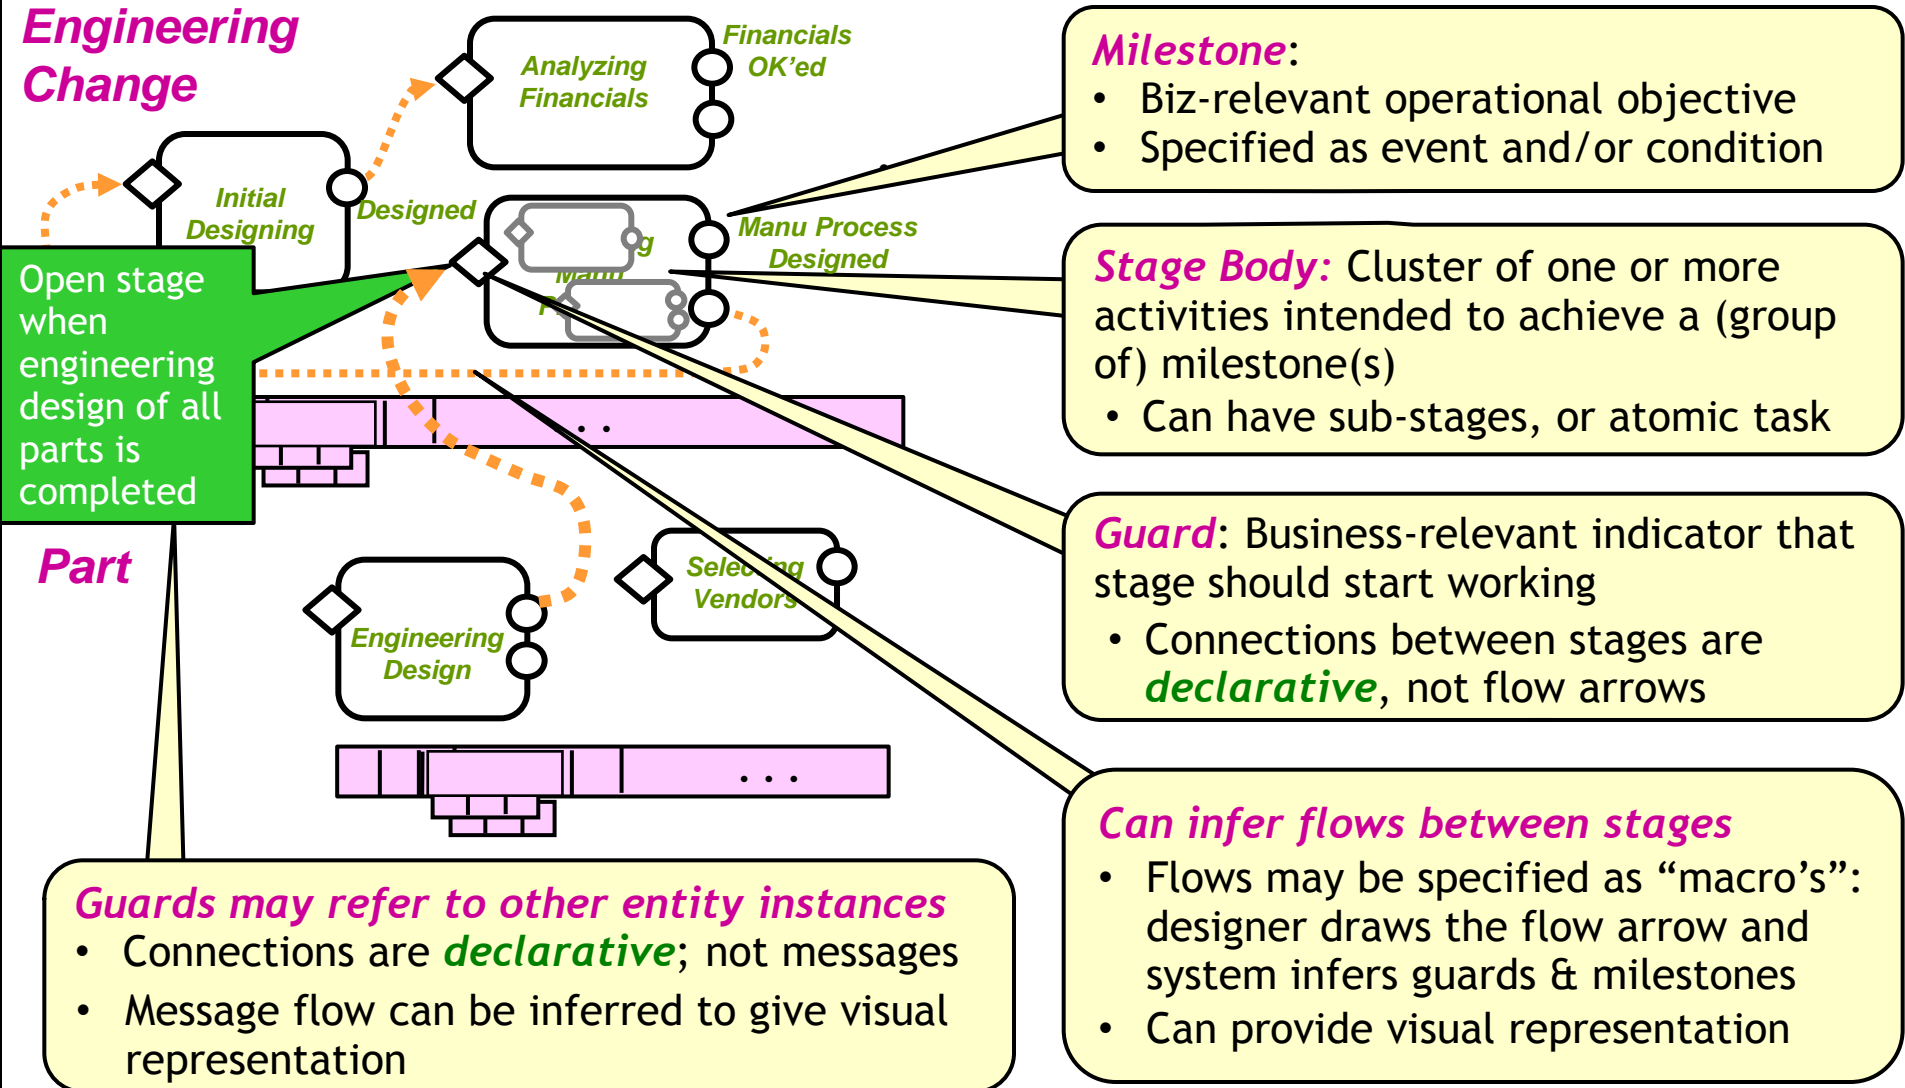 Engineering
Change
Analyzing
Financials
Financials
OK'ed
Initial
Designing
Designed
Manu Process
Designed
Open stage
when
engineering
design of all
parts is
completed
. .
Part
Engineering
Design
Selecting
Vendors
. . .
Milestone:
• Biz-relevant operational objective
• Specified as event and/or condition
Stage Body: Cluster of one or more
activities intended to achieve a (group
of) milestone(s)
• Can have sub-stages, or atomic task
Guard: Business-relevant indicator that
stage should start working
• Connections between stages are
declarative, not flow arrows
Can infer flows between stages
• Flows may be specified as “macro's”:
designer draws the flow arrow and
system infers guards & milestones
• Can provide visual representation
Guards may refer to other entity instances
• Connections are declarative; not messages
• Message flow can be inferred to give visual
representation